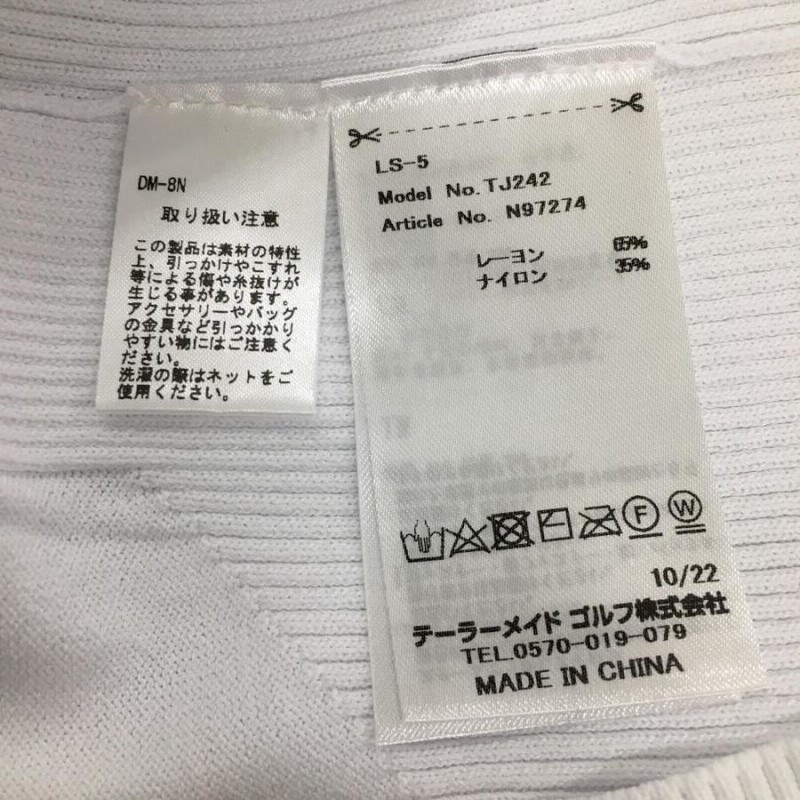 DM-8N
取り扱い注意
この製品は素材の特性
上、引っかけやこすれ
等による傷や糸抜けが
生じる事があります。
アクセサリーやバッグ
の金具など引っかかり
やすい物にはご注意く
ださい。
洗濯の際はネットをご
使用ください。
LS-5
Model No.TJ242
Article No. N97274
レーヨン 65%
ナイロン 35%
F W
10/22
テーラーメイド ゴルフ株式会社
TEL.0570-019-079
MADE IN CHINA